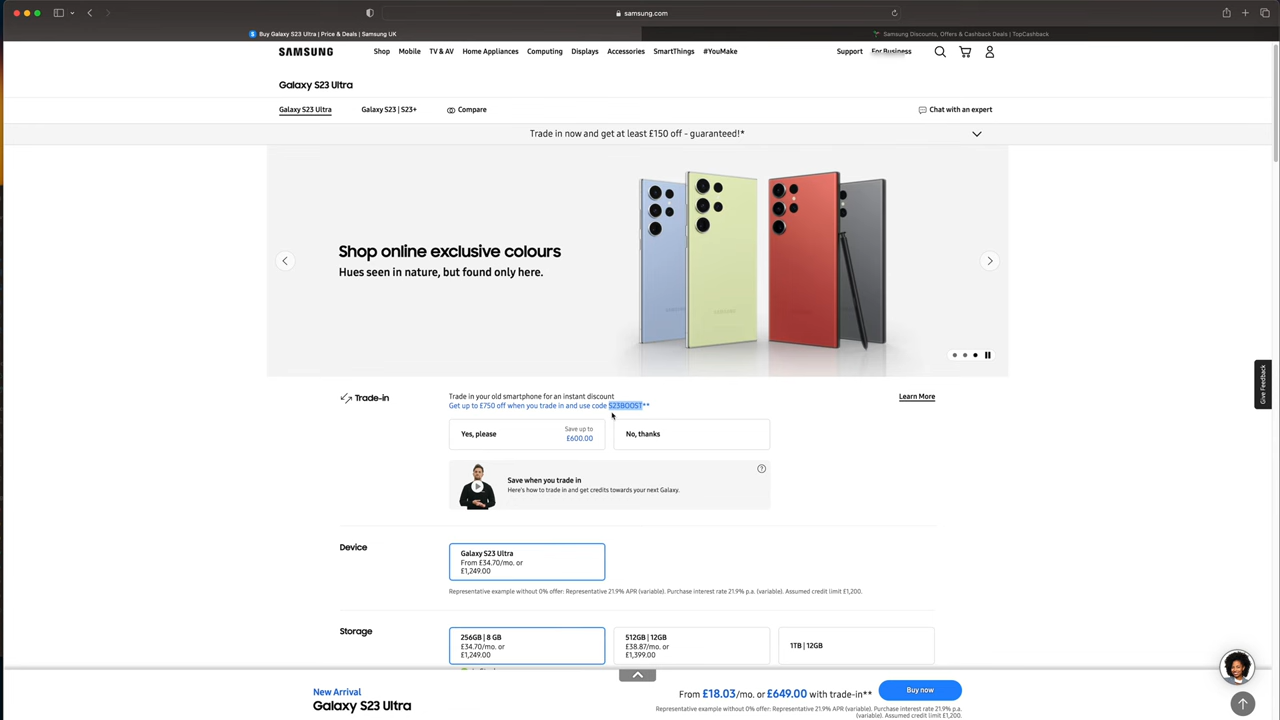 samsung.com
Buy Galaxy S23 Ultra | Price & Deals | Samsung UK
Samsung Discounts, Offers & Cashback Deals | TopCashback
SAMSUNG
Shop Mobile TV & AV Home Appliances Computing Displays Accessories SmartThings #YouMake
Support For Business
Galaxy S23 Ultra
Galaxy S23 Ultra Galaxy S23 | S23+ Compare
Chat with an expert
Trade in now and get at least £150 off - guaranteed!*
Shop online exclusive colours
Hues seen in nature, but found only here.
Trade-in
Trade in your old smartphone for an instant discount
Get up to £750 off when you trade in and use code S23BOOST**
Learn More
Yes, please
Save up to
£600.00
No, thanks
Save when you trade in
Here's how to trade in and get credits towards your next Galaxy.
Give Feedback
Device
Galaxy S23 Ultra
From £34.70/mo. or
£1,249.00
Representative example without 0% offer: Representative 21.9% APR (variable). Purchase interest rate 21.9% p.a. (variable). Assumed credit limit £1,200.
Storage
256GB | 8 GB
£34.70/mo. or
£1,249.00
512GB | 12GB
£38.87/mo. or
£1,399.00
1TB | 12GB
New Arrival
Galaxy S23 Ultra
From £18.03/mo. or £649.00 with trade-in**
Buy now
Representative example without 0% offer: Representative 21.9% APR (variable). Purchase interest rate 21.9% p.a.
(variable). Assumed credit limit £1,200.